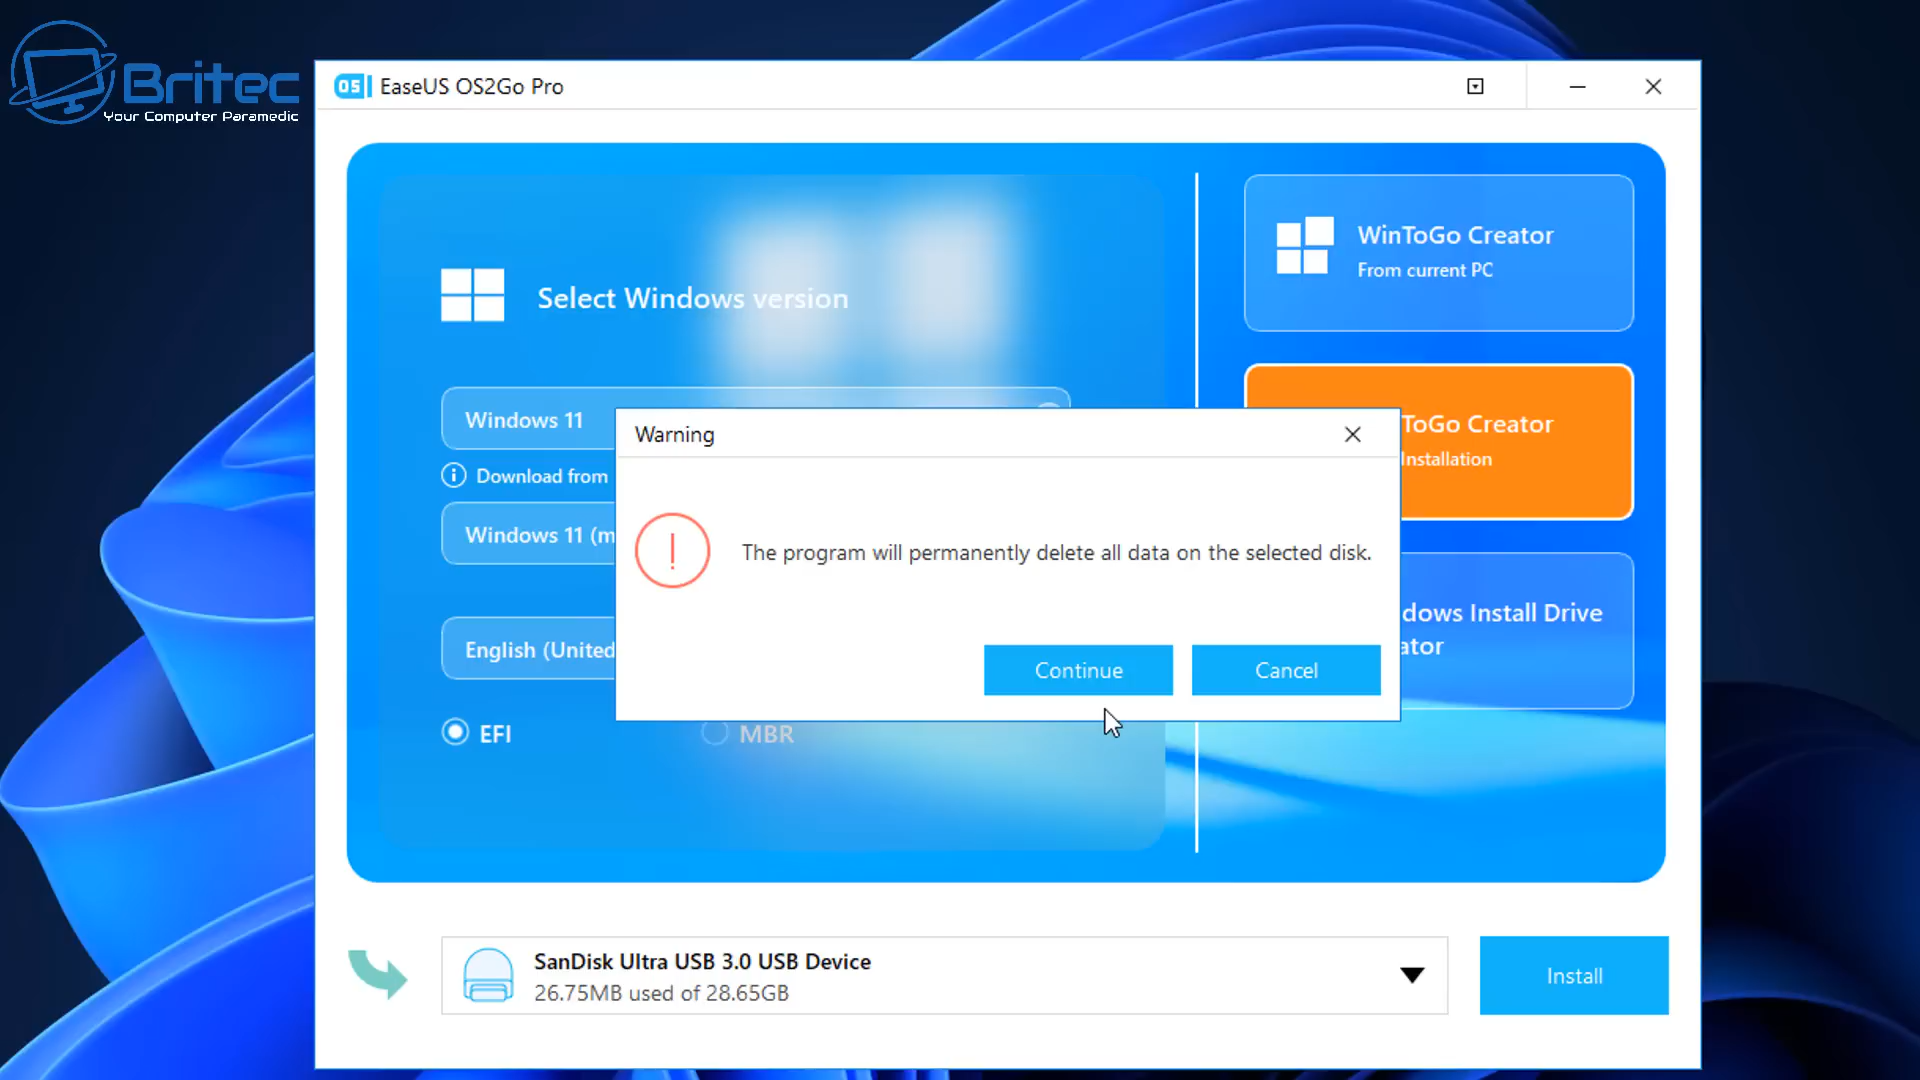 Britec
Your Computer Paramedic
OS EaseUS OS2Go Pro
Select Windows version
WinToGo Creator
From current PC
Windows 11
Download from
Windows 11 (m
English (United
EFI
MBR
ToGo Creator
Installation
dows Install Drive
ator
Warning
The program will permanently delete all data on the selected disk.
Continue
Cancel
SanDisk Ultra USB 3.0 USB Device
26.75MB used of 28.65GB
Install